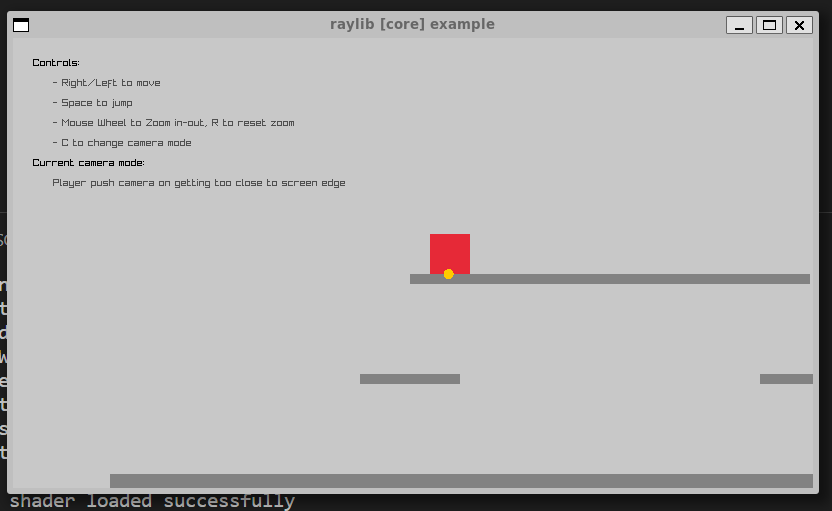 raylib [core] example
Controls:
- Right/Left to move
- Space to jump
- Mouse Wheel to Zoom in-out, R to reset zoom
- C to change camera mode
Current camera mode:
Player push camera on getting too close to screen edge
shader loaded successfully